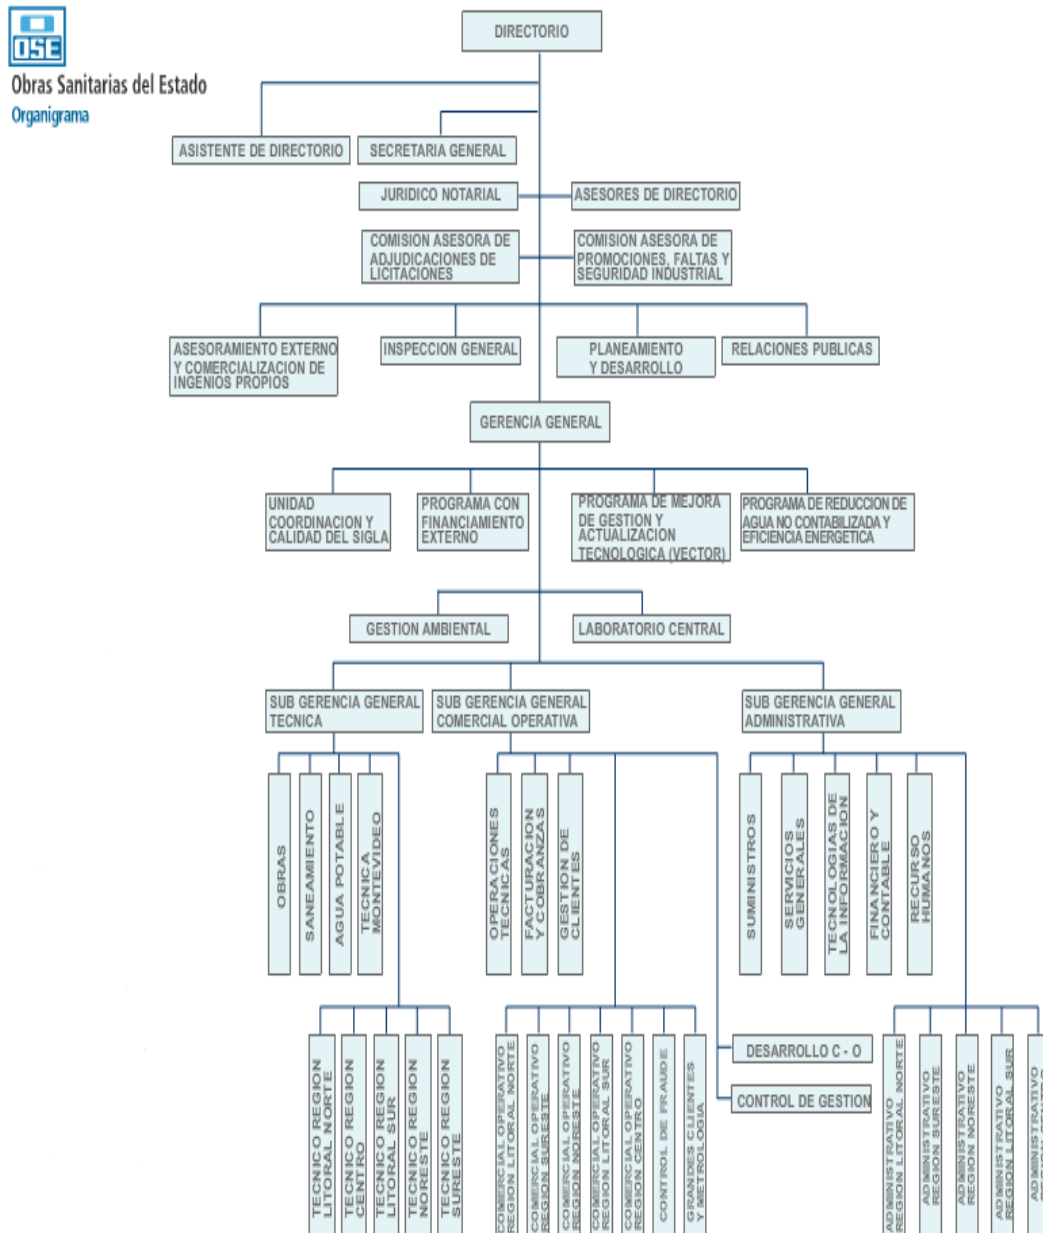 OSE
Obras Sanitarias del Estado
Organigrama
DIRECTORIO
ASISTENTE DE DIRECTORIO
SECRETARIA GENERAL
JURIDICO NOTARIAL
ASESORES DE DIRECTORIO
COMISION ASESORA DE
ADJUDICACIONES DE
LICITACIONES
COMISION ASESORA DE
PROMOCIONES, FALTAS Y
SEGURIDAD INDUSTRIAL
ASESORAMIENTO EXTERNO
Y COMERCIALIZACION DE
INGENIOS PROPIOS
INSPECCION GENERAL
PLANEAMIENTO
Y DESARROLLO
RELACIONES PUBLICAS
GERENCIA GENERAL
UNIDAD
COORDINACION Y
CALIDAD DEL SIGLA
PROGRAMA CON
FINANCIAMIENTO
EXTERNO
PROGRAMA DE MEJORA
DE GESTION Y
ACTUALIZACION
TECNOLOGICA (VECTOR)
PROGRAMA DE REDUCCION DE
AGUA NO CONTABILIZADA Y
EFICIENCIA ENERGETICA
GESTION AMBIENTAL
LABORATORIO CENTRAL
SUB GERENCIA GENERAL
TECNICA
SUB GERENCIA GENERAL
COMERCIAL OPERATIVA
SUB GERENCIA GENERAL
ADMINISTRATIVA
OBRAS
SANEAMIENTO
AGUA POTABLE
TECNICA
MONTEVIDEO
OPERACIONES
TECNICAS
FACTURACION
Y COBRANZAS
GESTION DE
CLIENTES
SUMINISTROS
SERVICIOS
GENERALES
TECNOLOGIAS DE
LA INFORMACION
FINANCIERO Y
CONTABLE
RECURSO
HUMANOS
TECNICO REGION
LITORAL NORTE
TECNICO REGION
CENTRO
TECNICO REGION
LITORAL SUR
TECNICO REGION
NORESTE
TECNICO REGION
SURESTE
COMERCIAL OPERATIVO
REGION LITORAL NORTE
COMERCIAL OPERATIVO
REGION SURESTE
COMERCIAL OPERATIVO
REGION NORESTE
COMERCIAL OPERATIVO
REGION LITORAL SUR
COMERCIAL OPERATIVO
REGION CENTRO
CONTROL DE FRAUDE
GRANDES CLIENTES
Y METROLOGIA
DESARROLLO C - O
CONTROL DE GESTION
ADMINISTRATIVO
REGION LITORAL NORTE
ADMINISTRATIVO
REGION SURESTE
ADMINISTRATIVO
REGION NORESTE
ADMINISTRATIVO
REGION LITORAL SUR
ADMINISTRATIVO